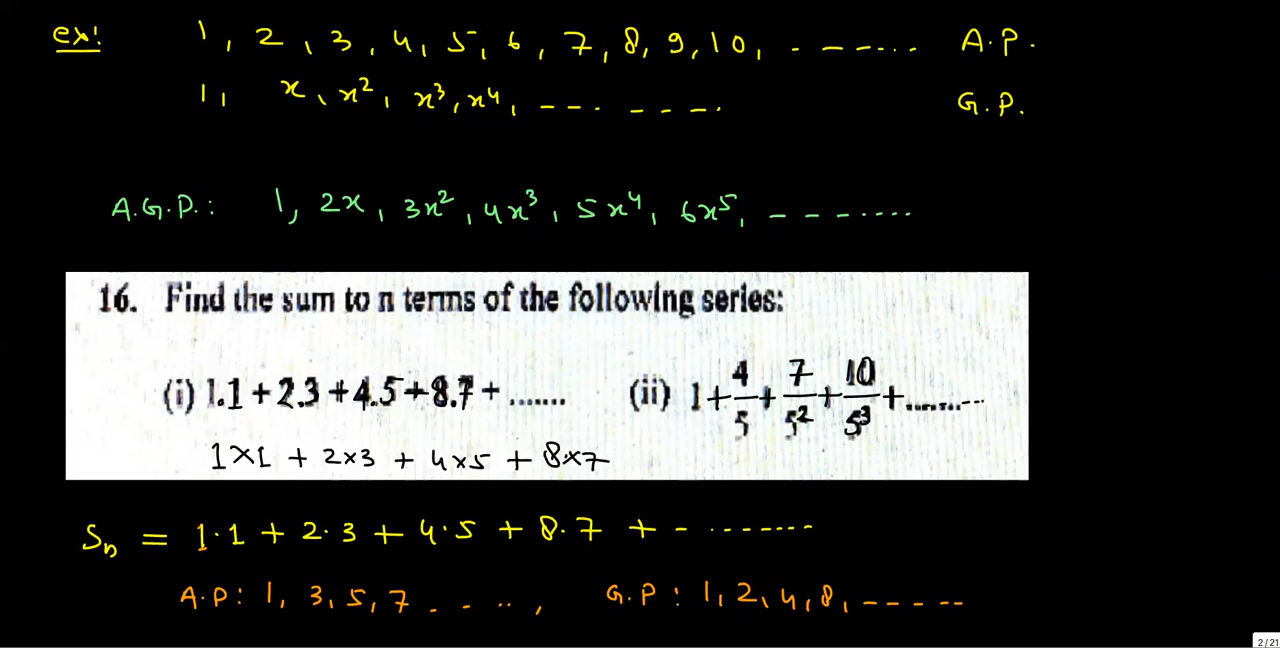 ex: 1, 2, 3, 4, 5, 6, 7, 8, 9, 10, ------- A.P.
1, x, x², x³, x⁴, --- ---- G.P.
A.G.P.: 1, 2x, 3x², 4x³, 5x⁴, 6x⁵, --------
16. Find the sum to n terms of the following series:
(i) 1.1 + 2.3 + 4.5 + 8.7 + ....... (ii) 1 + 4/5 + 7/5² + 10/5³ + ..........
1×1 + 2×3 + 4×5 + 8×7
Sₙ = 1·1 + 2·3 + 4·5 + 8·7 + - --------
A.P: 1, 3, 5, 7 - - ··, G.P: 1, 2, 4, 8, ------
2/21